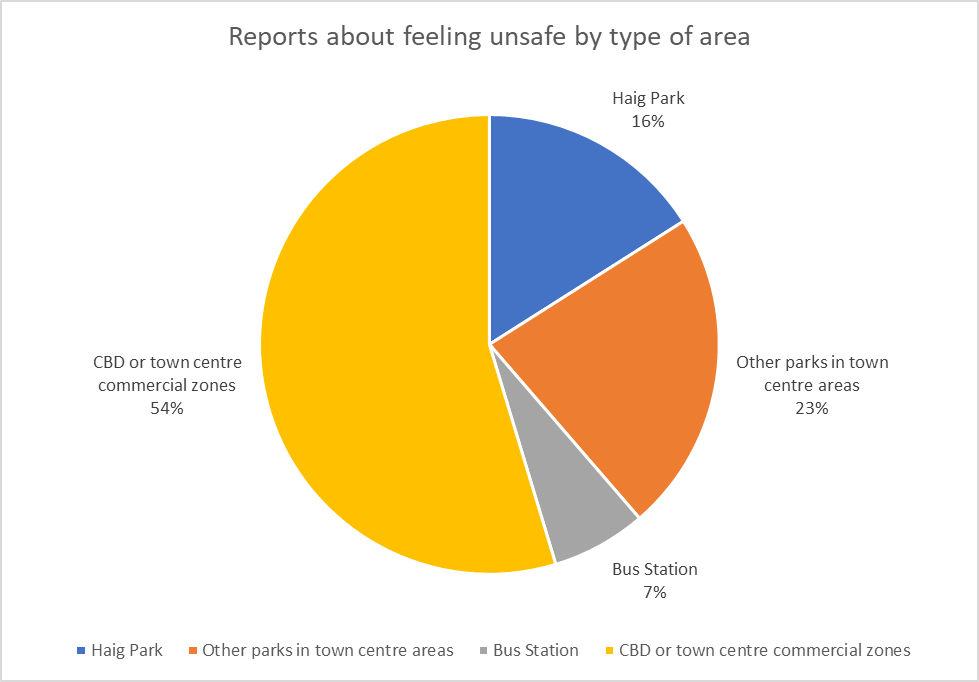 Reports about feeling unsafe by type of area
Haig Park
16%
CBD or town centre
commercial zones
54%
Other parks in town
centre areas
23%
Bus Station
7%
Haig Park Other parks in town centre areas Bus Station CBD or town centre commercial zones